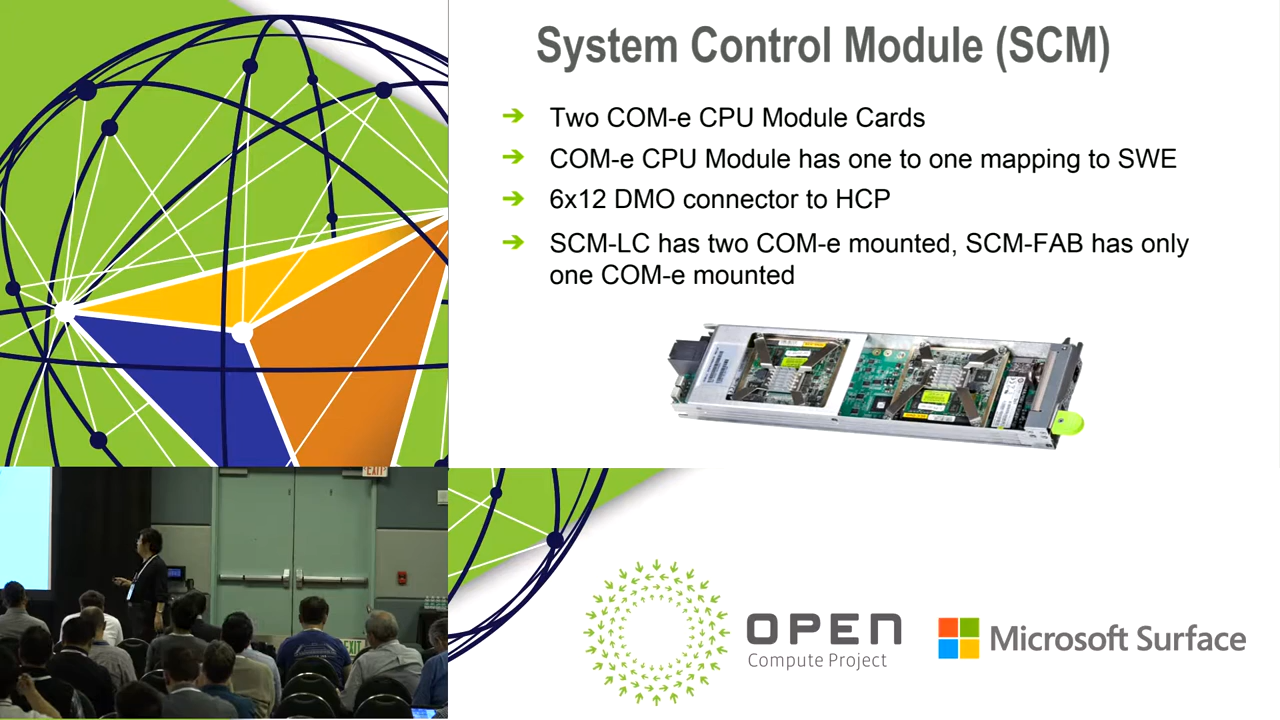 System Control Module (SCM)
Two COM-e CPU Module Cards
COM-e CPU Module has one to one mapping to SWE
6x12 DMO connector to HCP
SCM-LC has two COM-e mounted, SCM-FAB has only
one COM-e mounted
EXIT
EXIT
OPEN
Compute Project
Microsoft Surface